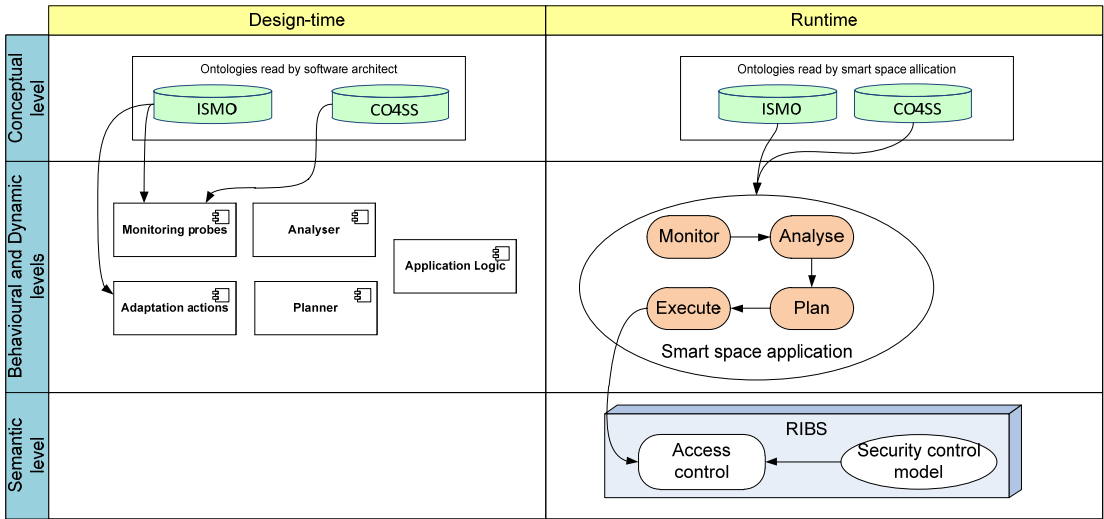 Design-time
Runtime
Conceptual
level
Ontologies read by software architect
ISMO
CO4SS
Ontologies read by smart space allication
ISMO
CO4SS
Behavioural and Dynamic
levels
Monitoring probes
Analyser
Application Logic
Adaptation actions
Planner
Monitor
Analyse
Execute
Plan
Smart space application
Semantic
level
RIBS
Access
control
Security control
model